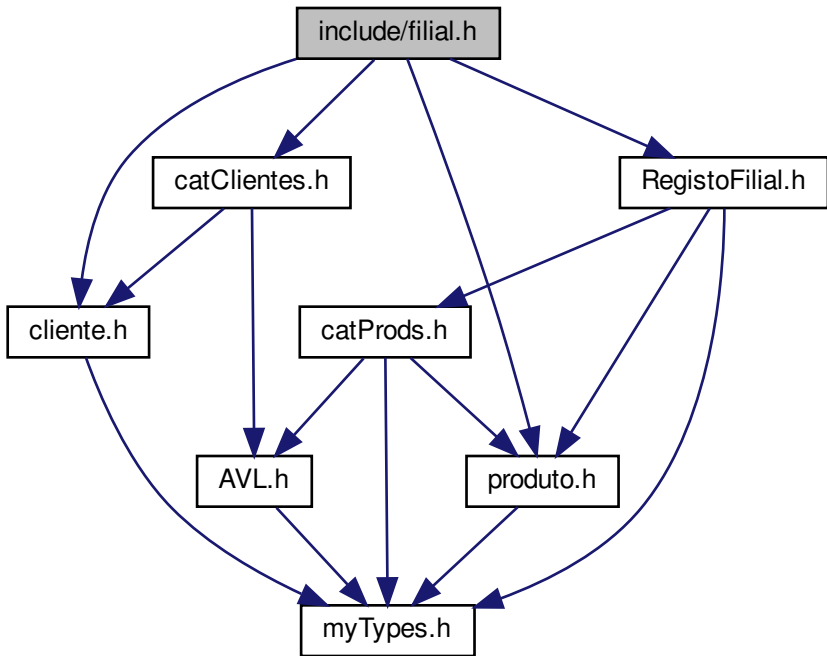 include/filial.h
catClientes.h
RegistoFilial.h
cliente.h
catProds.h
AVL.h
produto.h
myTypes.h